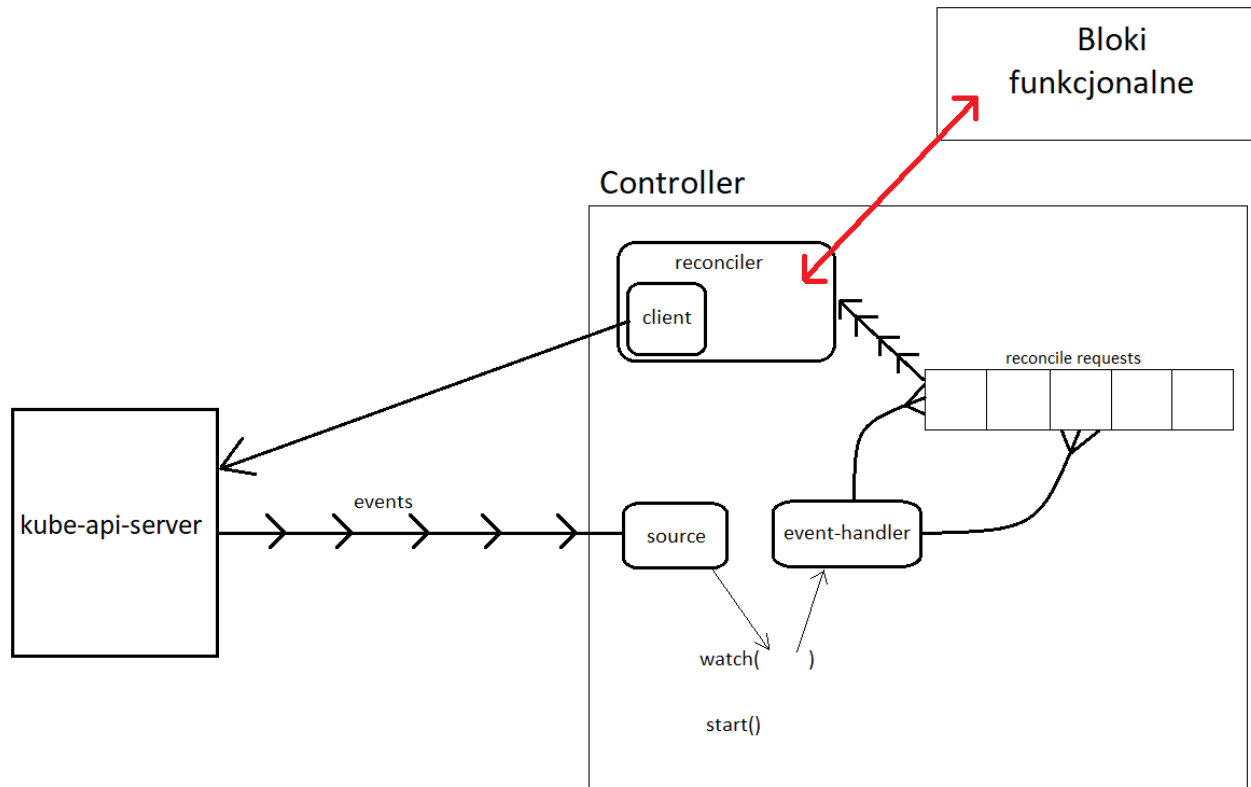 Bloki
funkcjonalne
Controller
reconciler
client
reconcile requests
kube-api-server
events
source
event-handler
watch( )
start()